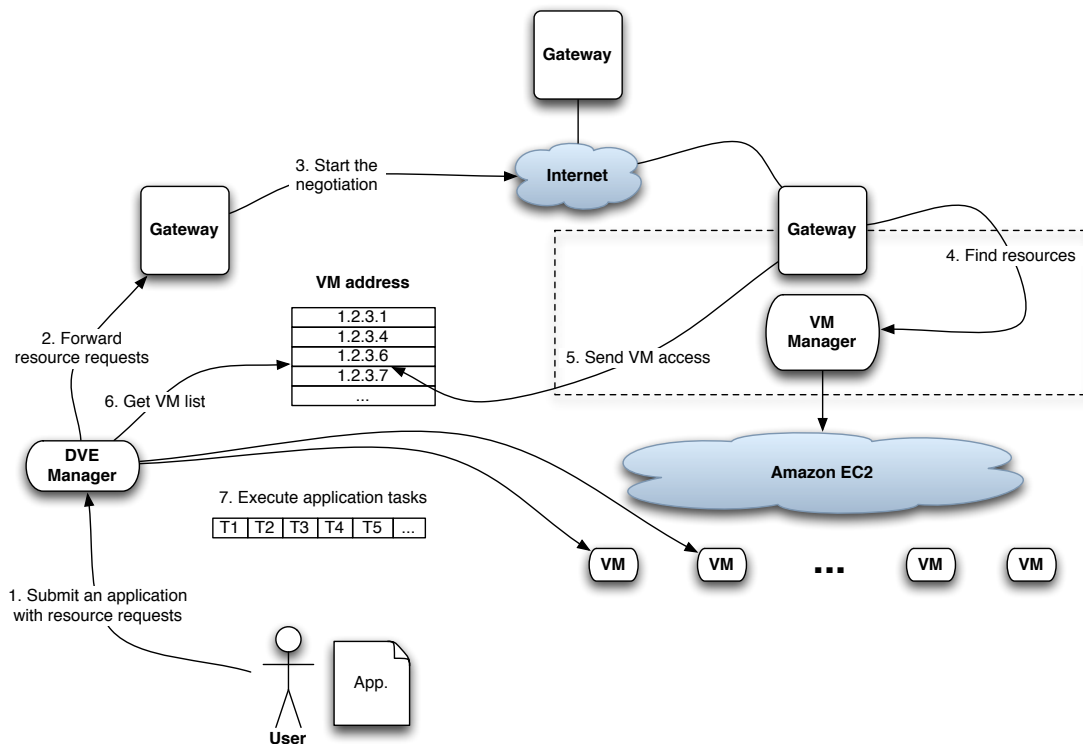 Gateway
3. Start the
negotiation
Internet
Gateway
Gateway
4. Find resources
VM address
1.2.3.1
1.2.3.4
1.2.3.6
1.2.3.7
...
VM
Manager
2. Forward
resource requests
5. Send VM access
6. Get VM list
DVE
Manager
Amazon EC2
7. Execute application tasks
T1 T2 T3 T4 T5 ...
VM VM ... VM VM
1. Submit an application
with resource requests
App.
User